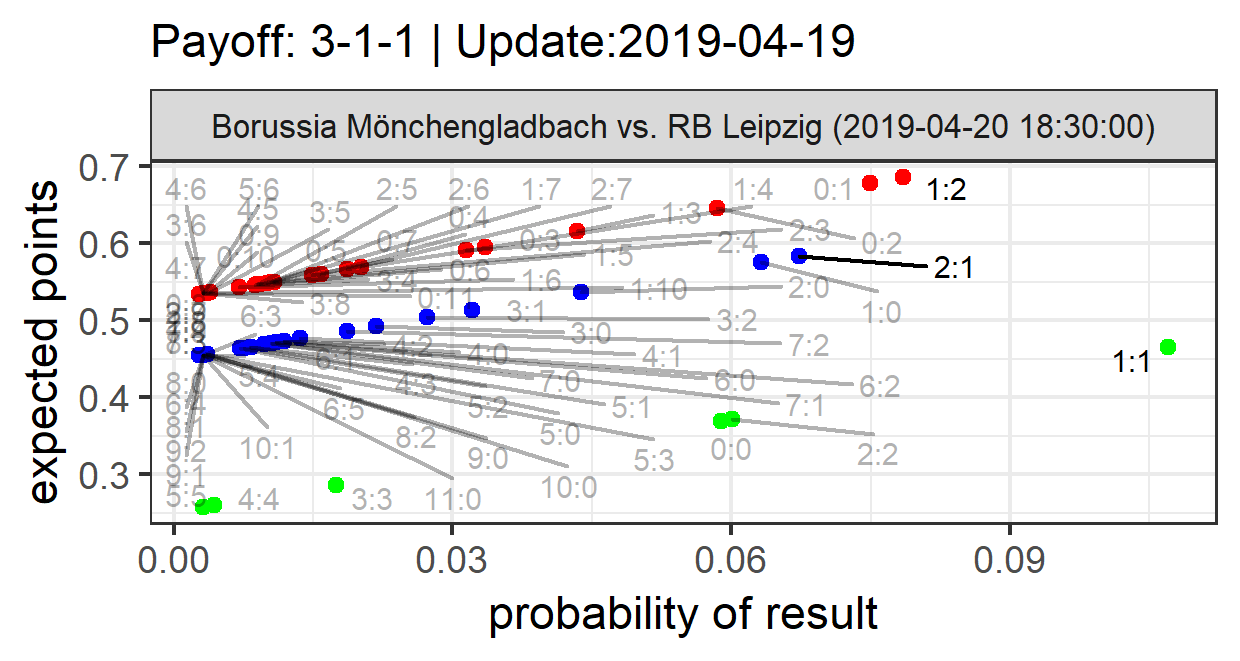 Payoff: 3-1-1 | Update:2019-04-19
Borussia Mönchengladbach vs. RB Leipzig (2019-04-20 18:30:00)
expected points
0.7
0.6
0.5
0.4
0.3
4:6 5:6 2:5 2:6 1:7 2:7 1:4 0:1 1:2
4:5 3:5 0:4 1:3
3:6 0:9 0:5 0:7 0:3 2:4 2:3 0:2
4:7 0:10 3:4 0:6 1:6 1:5 2:1
3:8 0:11 1:10 2:0 1:0
6:3 3:1 3:0 3:2
6:1 4:2 4:0 4:1 7:2 1:1
5:4 4:3 7:0 6:0 6:2
6:5 5:2 5:1 7:1
8:1
9:2 10:1 8:2 5:0 0:0
9:1 9:0 5:3 2:2
5:5 4:4 3:3 11:0 10:0
0.00 0.03 0.06 0.09
probability of result